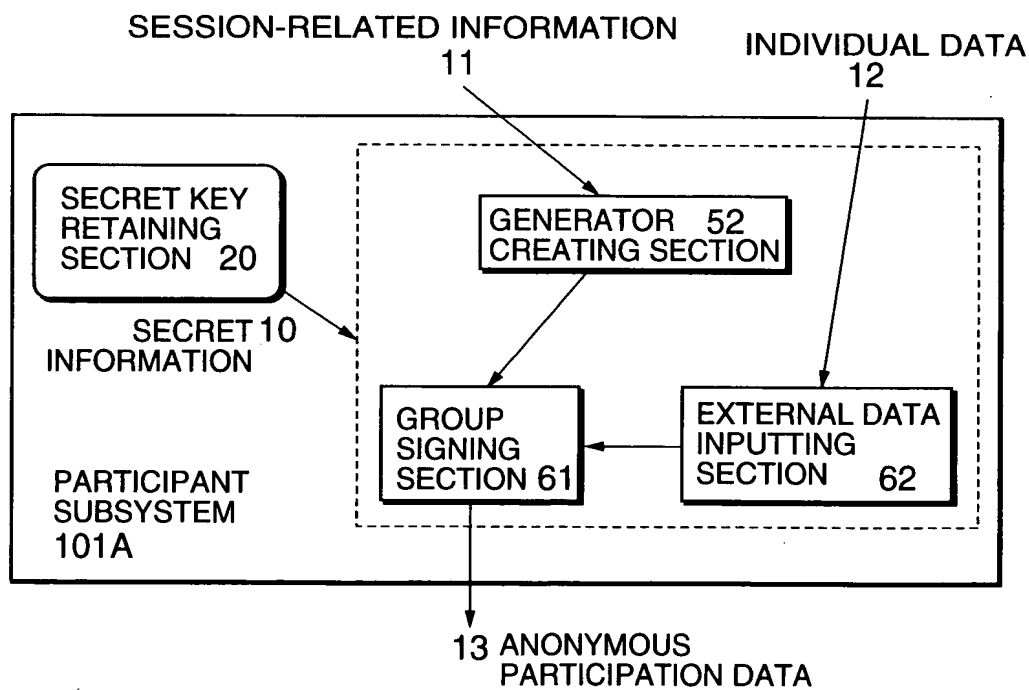 SESSION-RELATED INFORMATION
11
INDIVIDUAL DATA
12
SECRET KEY
RETAINING
SECTION 20
GENERATOR 52
CREATING SECTION
SECRET 10
INFORMATION
GROUP
SIGNING
SECTION 61
EXTERNAL DATA
INPUTTING
SECTION 62
PARTICIPANT
SUBSYSTEM
101A
13 ANONYMOUS
PARTICIPATION DATA